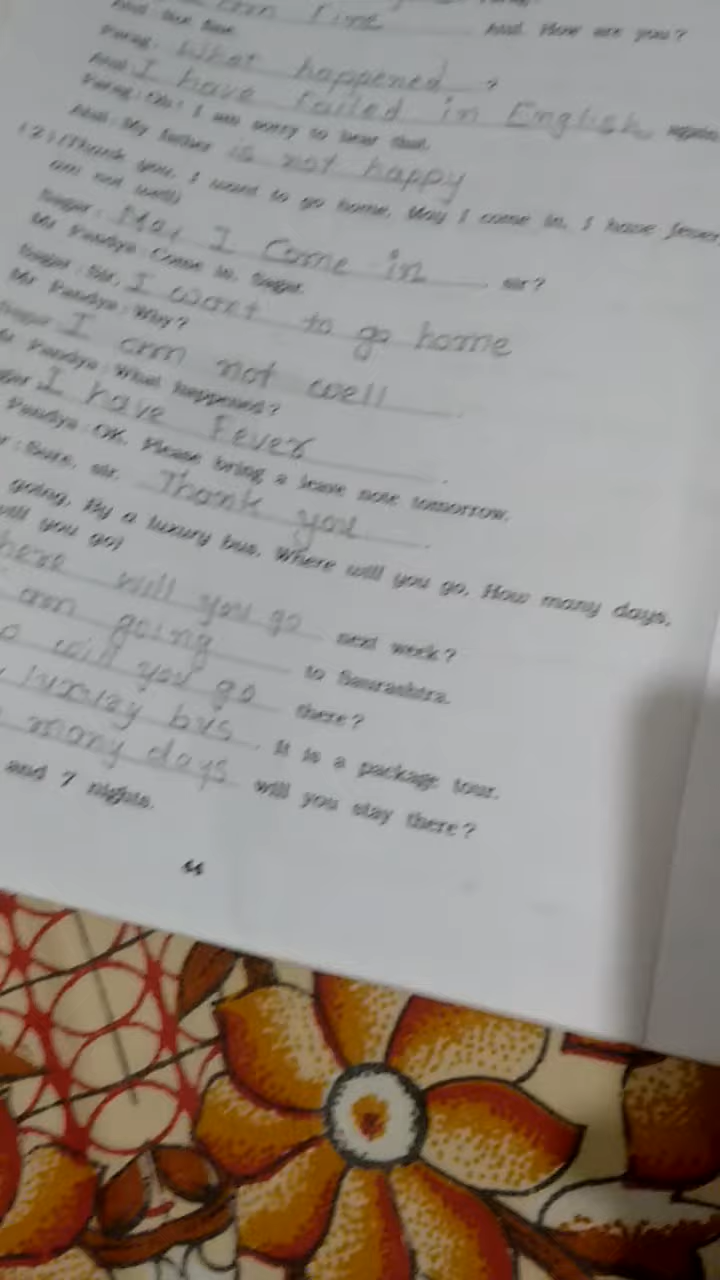 am fine And. How are you?
And
Parag: What happened?
And: I have failed in English again.
Parag: Oh! I am sorry to hear that.
And: My father is not happy
(2) (Thank you, I want to go home, May I come in, I have fever,
am not well)
Sagar: May I come in sir?
Mr Pandya: Come in, Sagar.
Sagar: Sir, I want to go home
Mr Pandya: Why?
Sagar I am not well.
Pandya: What happened?
I have Fever.
Pandya: OK. Please bring a leave note tomorrow.
: Sure, sir. Thank you.
going, By a luxury bus, Where will you go, How many days,
will you go)
will you go next week?
am going to Saurashtra.
will you go there?
luxury bus. It is a package tour.
many days will you stay there?
and 7 nights.